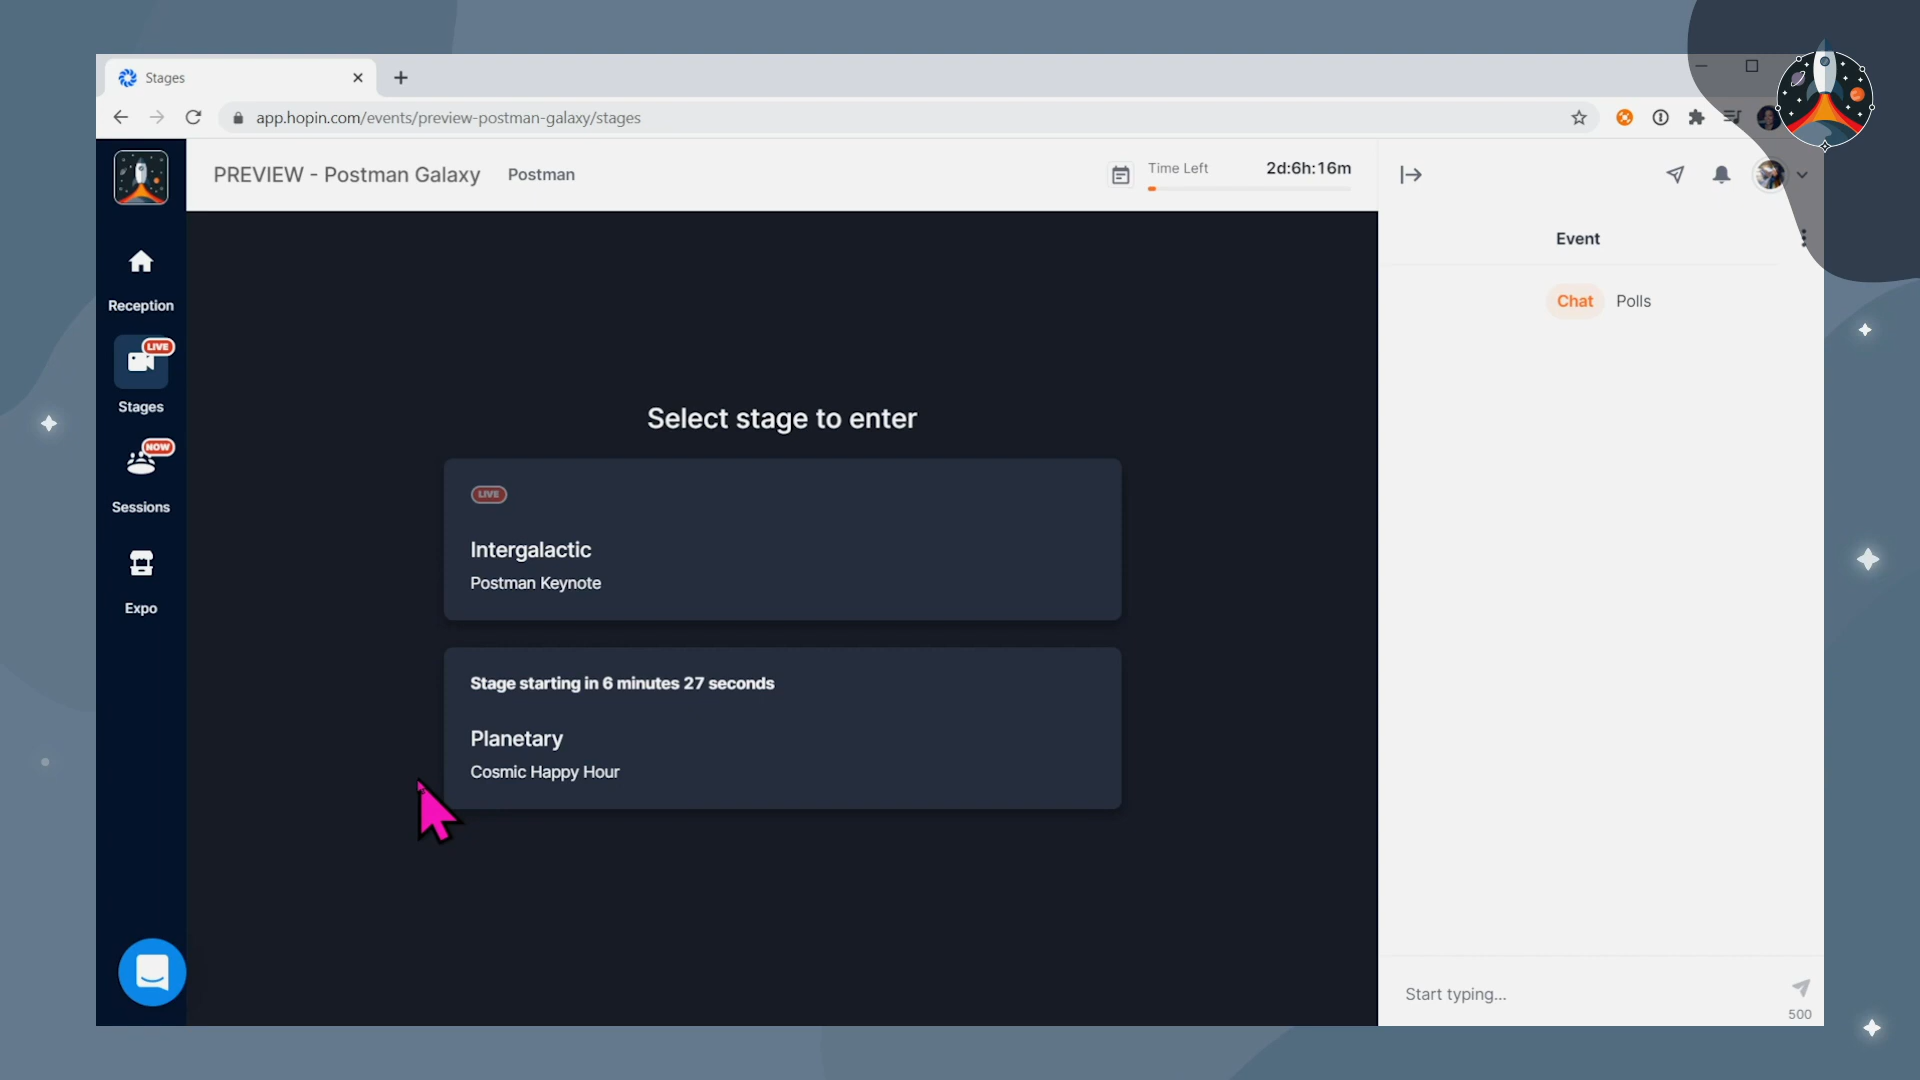 Stages
app.hopin.com/events/preview-postman-galaxy/stages
PREVIEW - Postman Galaxy
Postman
Time Left
2d:6h:16m
Reception
LIVE
Stages
NOW
Sessions
Expo
Select stage to enter
LIVE
Intergalactic
Postman Keynote
Stage starting in 6 minutes 27 seconds
Planetary
Cosmic Happy Hour
Event
Chat
Polls
Start typing...
500